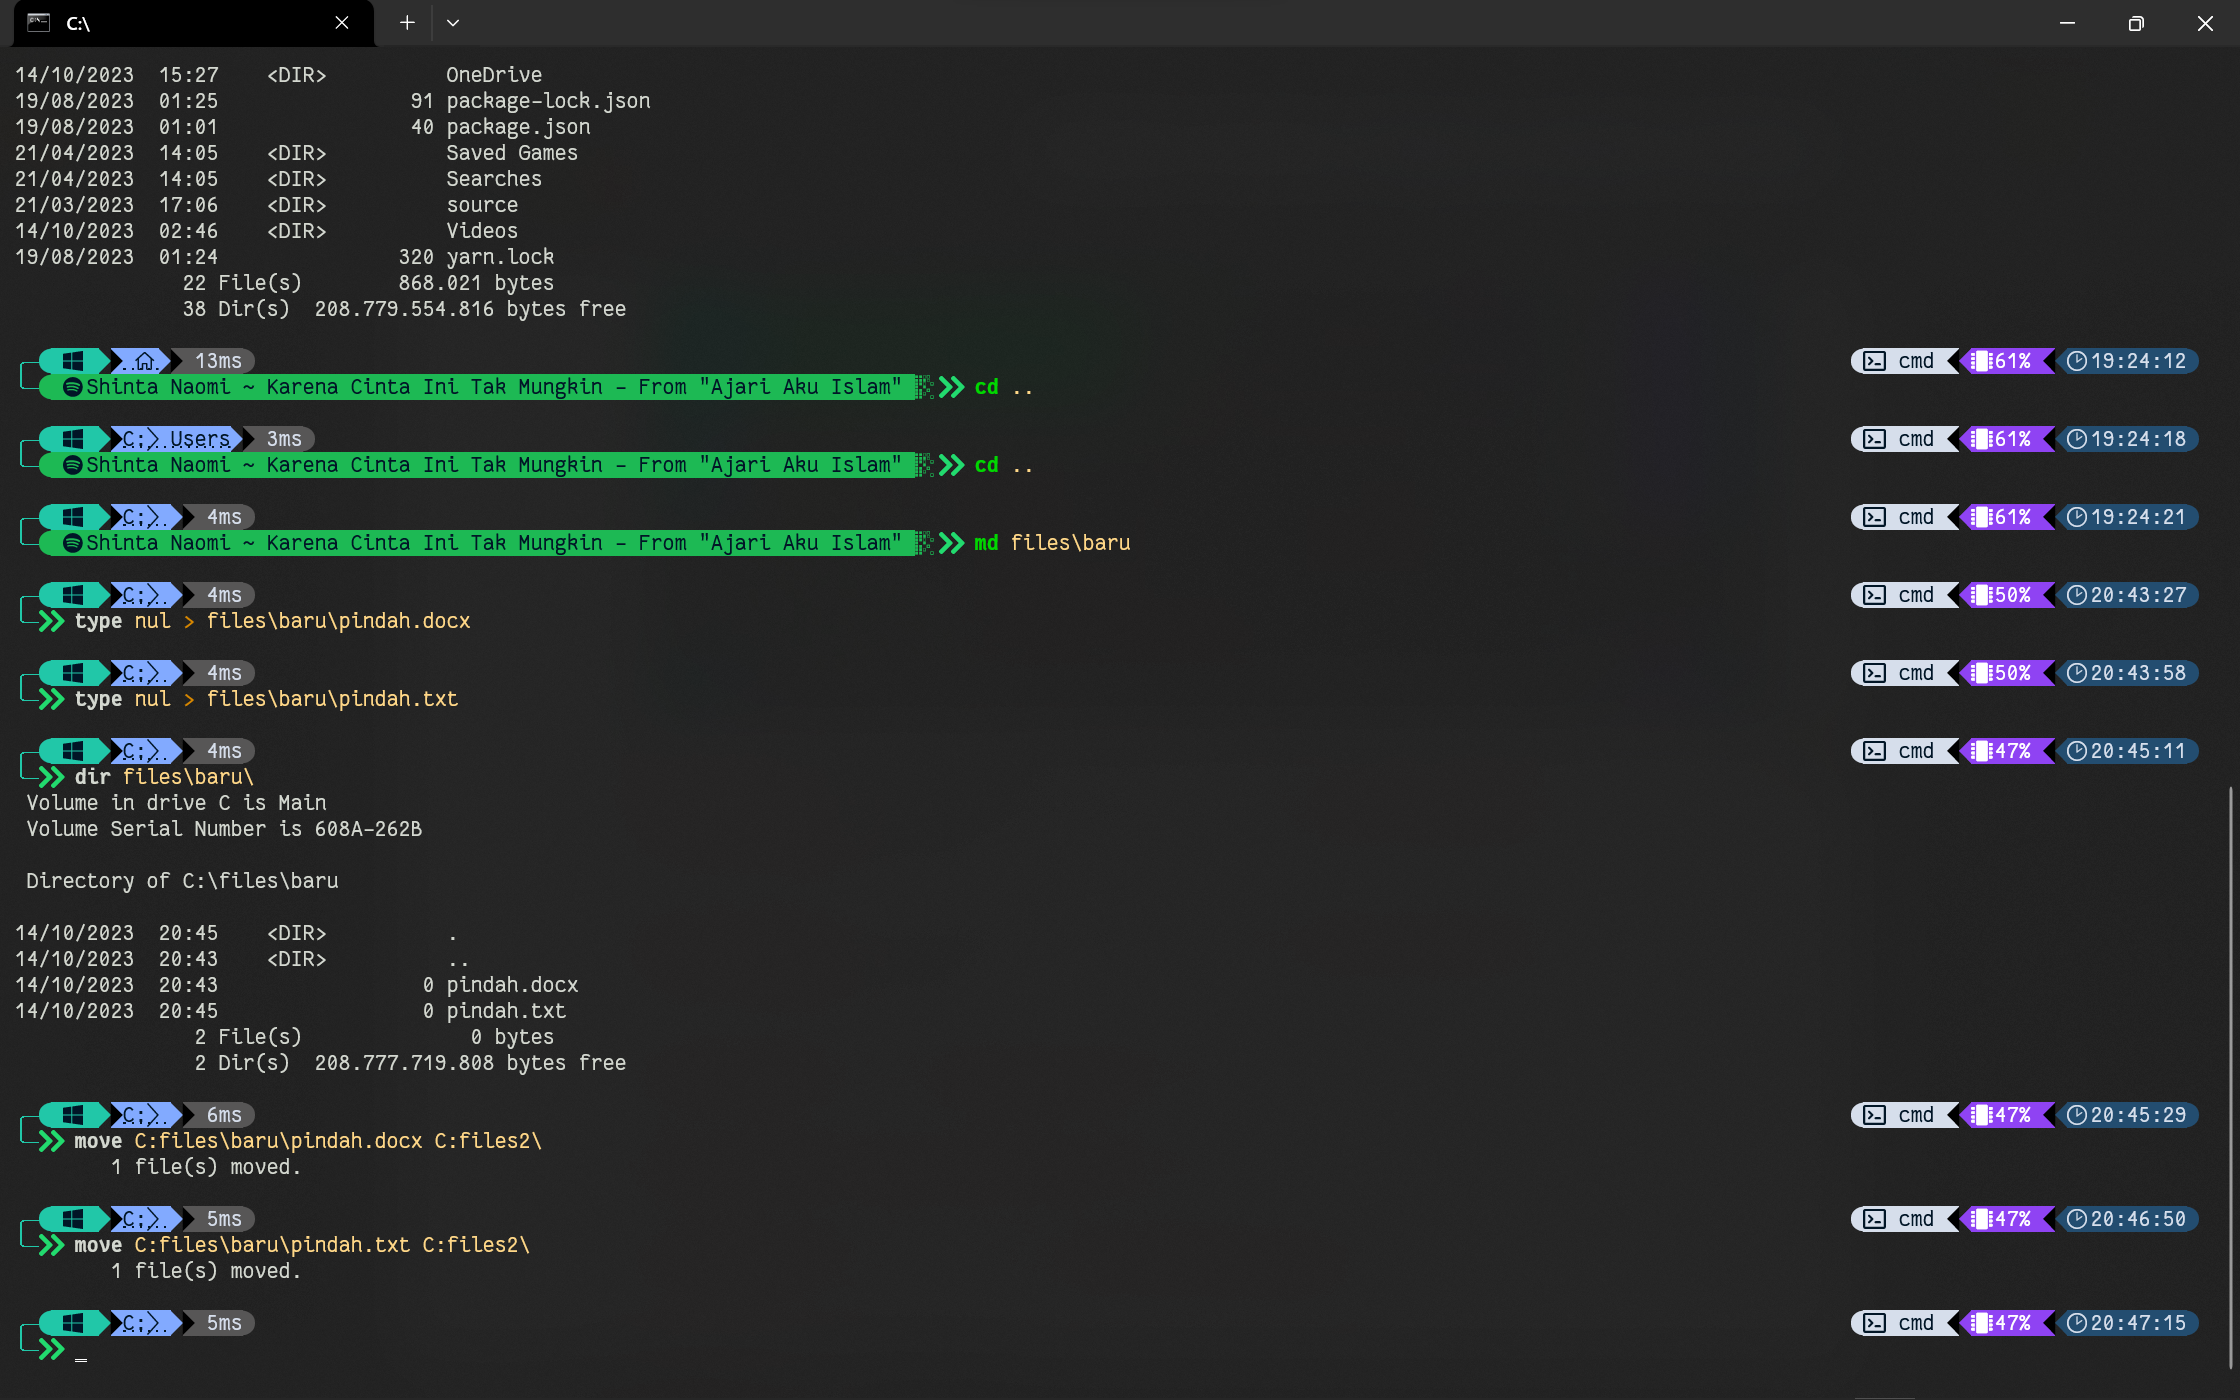 C:\
14/10/2023  15:27    <DIR>          OneDrive
19/08/2023  01:25                91 package-lock.json
19/08/2023  01:01                40 package.json
21/04/2023  14:05    <DIR>          Saved Games
21/04/2023  14:05    <DIR>          Searches
21/03/2023  17:06    <DIR>          source
14/10/2023  02:46    <DIR>          Videos
19/08/2023  01:24               320 yarn.lock
              22 File(s)        868.021 bytes
              38 Dir(s)  208.779.554.816 bytes free
13ms cmd 61% 19:24:12
Shinta Naomi ~ Karena Cinta Ini Tak Mungkin - From "Ajari Aku Islam" cd ..
C: > Users 3ms cmd 61% 19:24:18
Shinta Naomi ~ Karena Cinta Ini Tak Mungkin - From "Ajari Aku Islam" cd ..
C: > 4ms cmd 61% 19:24:21
Shinta Naomi ~ Karena Cinta Ini Tak Mungkin - From "Ajari Aku Islam" md files\baru
C: > 4ms cmd 50% 20:43:27
type nul > files\baru\pindah.docx
C: > 4ms cmd 50% 20:43:58
type nul > files\baru\pindah.txt
C: > 4ms cmd 47% 20:45:11
dir files\baru\
 Volume in drive C is Main
 Volume Serial Number is 608A-262B
 Directory of C:\files\baru
14/10/2023  20:45    <DIR>          .
14/10/2023  20:43    <DIR>          ..
14/10/2023  20:43                 0 pindah.docx
14/10/2023  20:45                 0 pindah.txt
               2 File(s)              0 bytes
               2 Dir(s)  208.777.719.808 bytes free
C: > 6ms cmd 47% 20:45:29
move C:files\baru\pindah.docx C:files2\
        1 file(s) moved.
C: > 5ms cmd 47% 20:46:50
move C:files\baru\pindah.txt C:files2\
        1 file(s) moved.
C: > 5ms cmd 47% 20:47:15